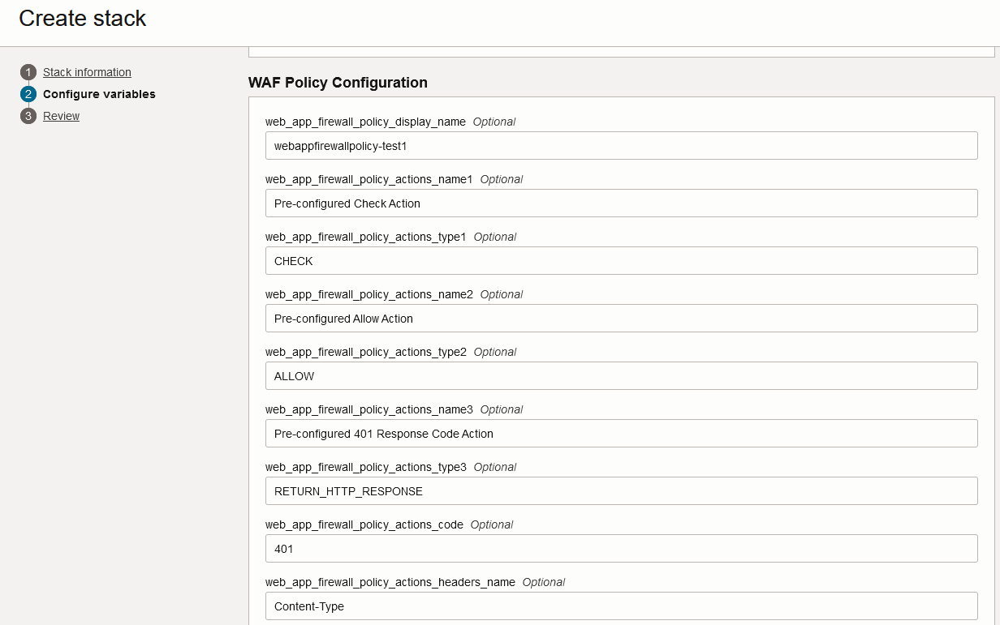 Create stack
1 Stack information
2 Configure variables
3 Review
WAF Policy Configuration
web_app_firewall_policy_display_name Optional
webappfirewallpolicy-test1
web_app_firewall_policy_actions_name1 Optional
Pre-configured Check Action
web_app_firewall_policy_actions_type1 Optional
CHECK
web_app_firewall_policy_actions_name2 Optional
Pre-configured Allow Action
web_app_firewall_policy_actions_type2 Optional
ALLOW
web_app_firewall_policy_actions_name3 Optional
Pre-configured 401 Response Code Action
web_app_firewall_policy_actions_type3 Optional
RETURN_HTTP_RESPONSE
web_app_firewall_policy_actions_code Optional
401
web_app_firewall_policy_actions_headers_name Optional
Content-Type